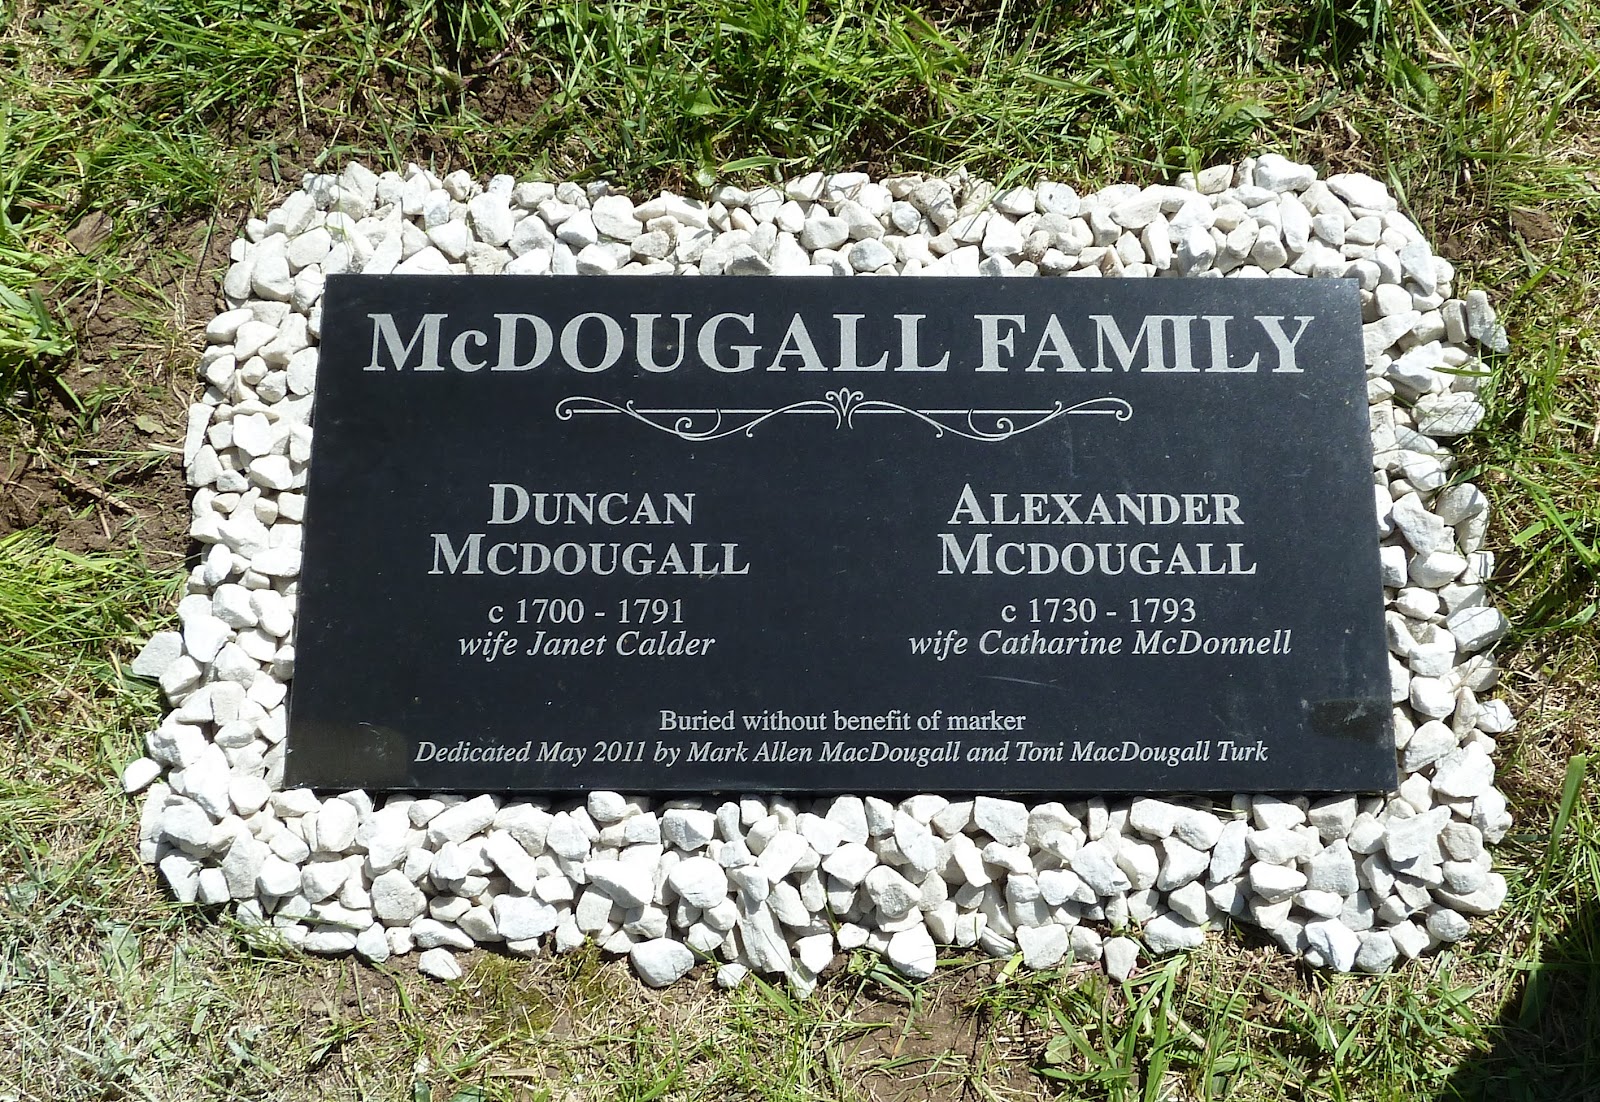 McDOUGALL FAMILY
DUNCAN
MCDOUGALL
c 1700 - 1791
wife Janet Calder
ALEXANDER
MCDOUGALL
c 1730 - 1793
wife Catharine McDonnell
Buried without benefit of marker
Dedicated May 2011 by Mark Allen MacDougall and Toni MacDougall Turk